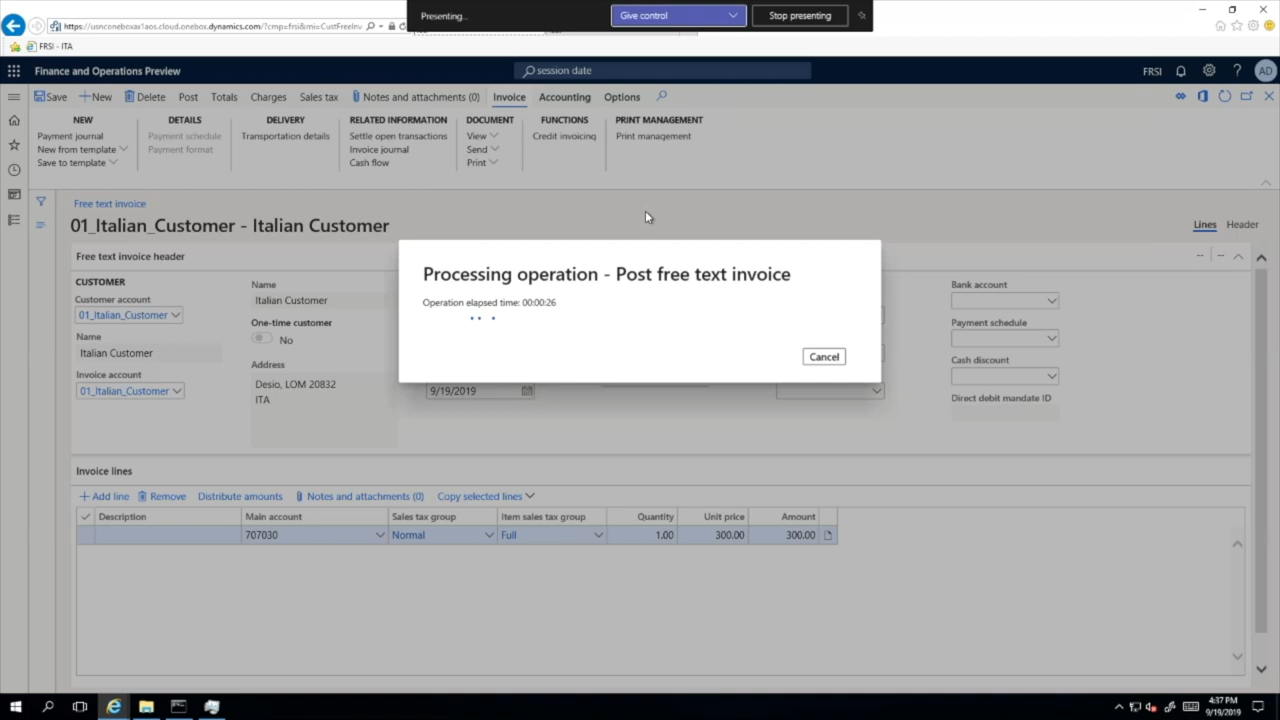 Presenting...
Give control
Stop presenting
https://usnconeboxax1aos.cloud.onebox.dynamics.com/?cmp=frsi&mi=CustFreeInv
FRSI - ITA
Finance and Operations Preview
session date
FRSI
?
AD
Save
New
Delete
Post
Totals
Charges
Sales tax
Notes and attachments (0)
Invoice
Accounting
Options
NEW
Payment journal
New from template
Save to template
DETAILS
Payment schedule
Payment format
DELIVERY
Transportation details
RELATED INFORMATION
Settle open transactions
Invoice journal
Cash flow
DOCUMENT
View
Send
Print
FUNCTIONS
Credit invoicing
PRINT MANAGEMENT
Print management
Free text invoice
01_Italian_Customer - Italian Customer
Lines
Header
Free text invoice header
-- --
CUSTOMER
Customer account
01_Italian_Customer
Name
Italian Customer
Invoice account
01_Italian_Customer
Name
Italian Customer
One-time customer
No
Address
Desio, LOM 20832
ITA
Processing operation - Post free text invoice
Operation elapsed time: 00:00:26
Cancel
9/19/2019
Bank account
Payment schedule
Cash discount
Direct debit mandate ID
Invoice lines
Add line
Remove
Distribute amounts
Notes and attachments (0)
Copy selected lines
Description Main account Sales tax group Item sales tax group Quantity Unit price Amount
707030 Normal Full 1.00 300.00 300.00
4:37 PM
9/19/2019